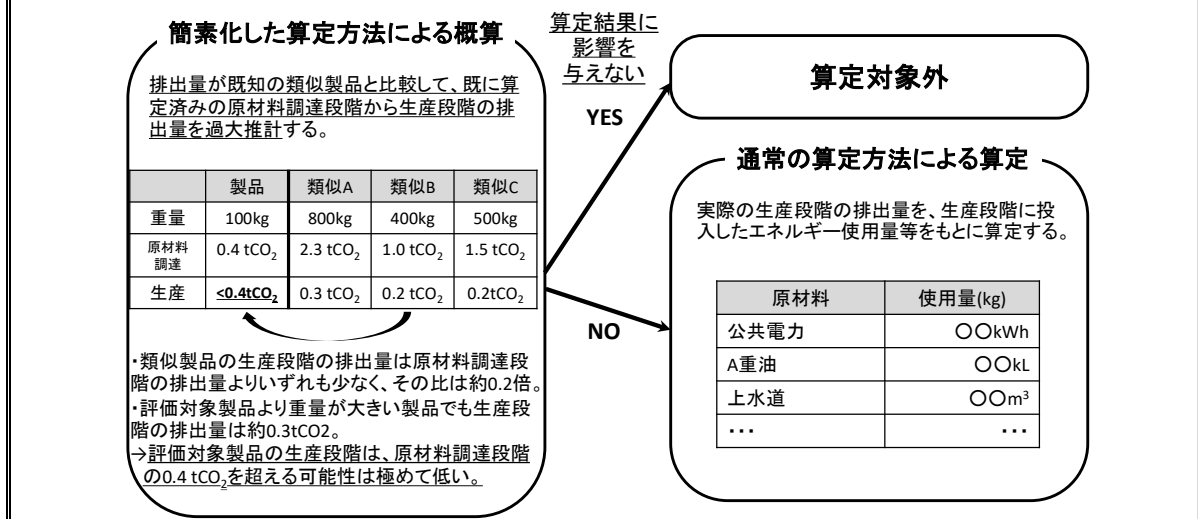 簡素化した算定方法による概算
排出量が既知の類似製品と比較して、既に算
定済みの原材料調達段階から生産段階の排
出量を過大推計する。
製品 類似A 類似B 類似C
重量 100kg 800kg 400kg 500kg
原材料
調達 0.4 tCO₂ 2.3 tCO₂ 1.0 tCO₂ 1.5 tCO₂
生産 <0.4tCO₂ 0.3 tCO₂ 0.2 tCO₂ 0.2tCO₂
・類似製品の生産段階の排出量は原材料調達段
階の排出量よりいずれも少なく、その比は約0.2倍。
・評価対象製品より重量が大きい製品でも生産段
階の排出量は約0.3tCO2。
→評価対象製品の生産段階は、原材料調達段階
の0.4 tCO₂を超える可能性は極めて低い。
算定結果に
影響を
与えない
YES
NO
算定対象外
通常の算定方法による算定
実際の生産段階の排出量を、生産段階に投
入したエネルギー使用量等をもとに算定する。
原材料 使用量(kg)
公共電力 〇〇kWh
A重油 〇〇kL
上水道 〇〇m³
・・・ ・・・